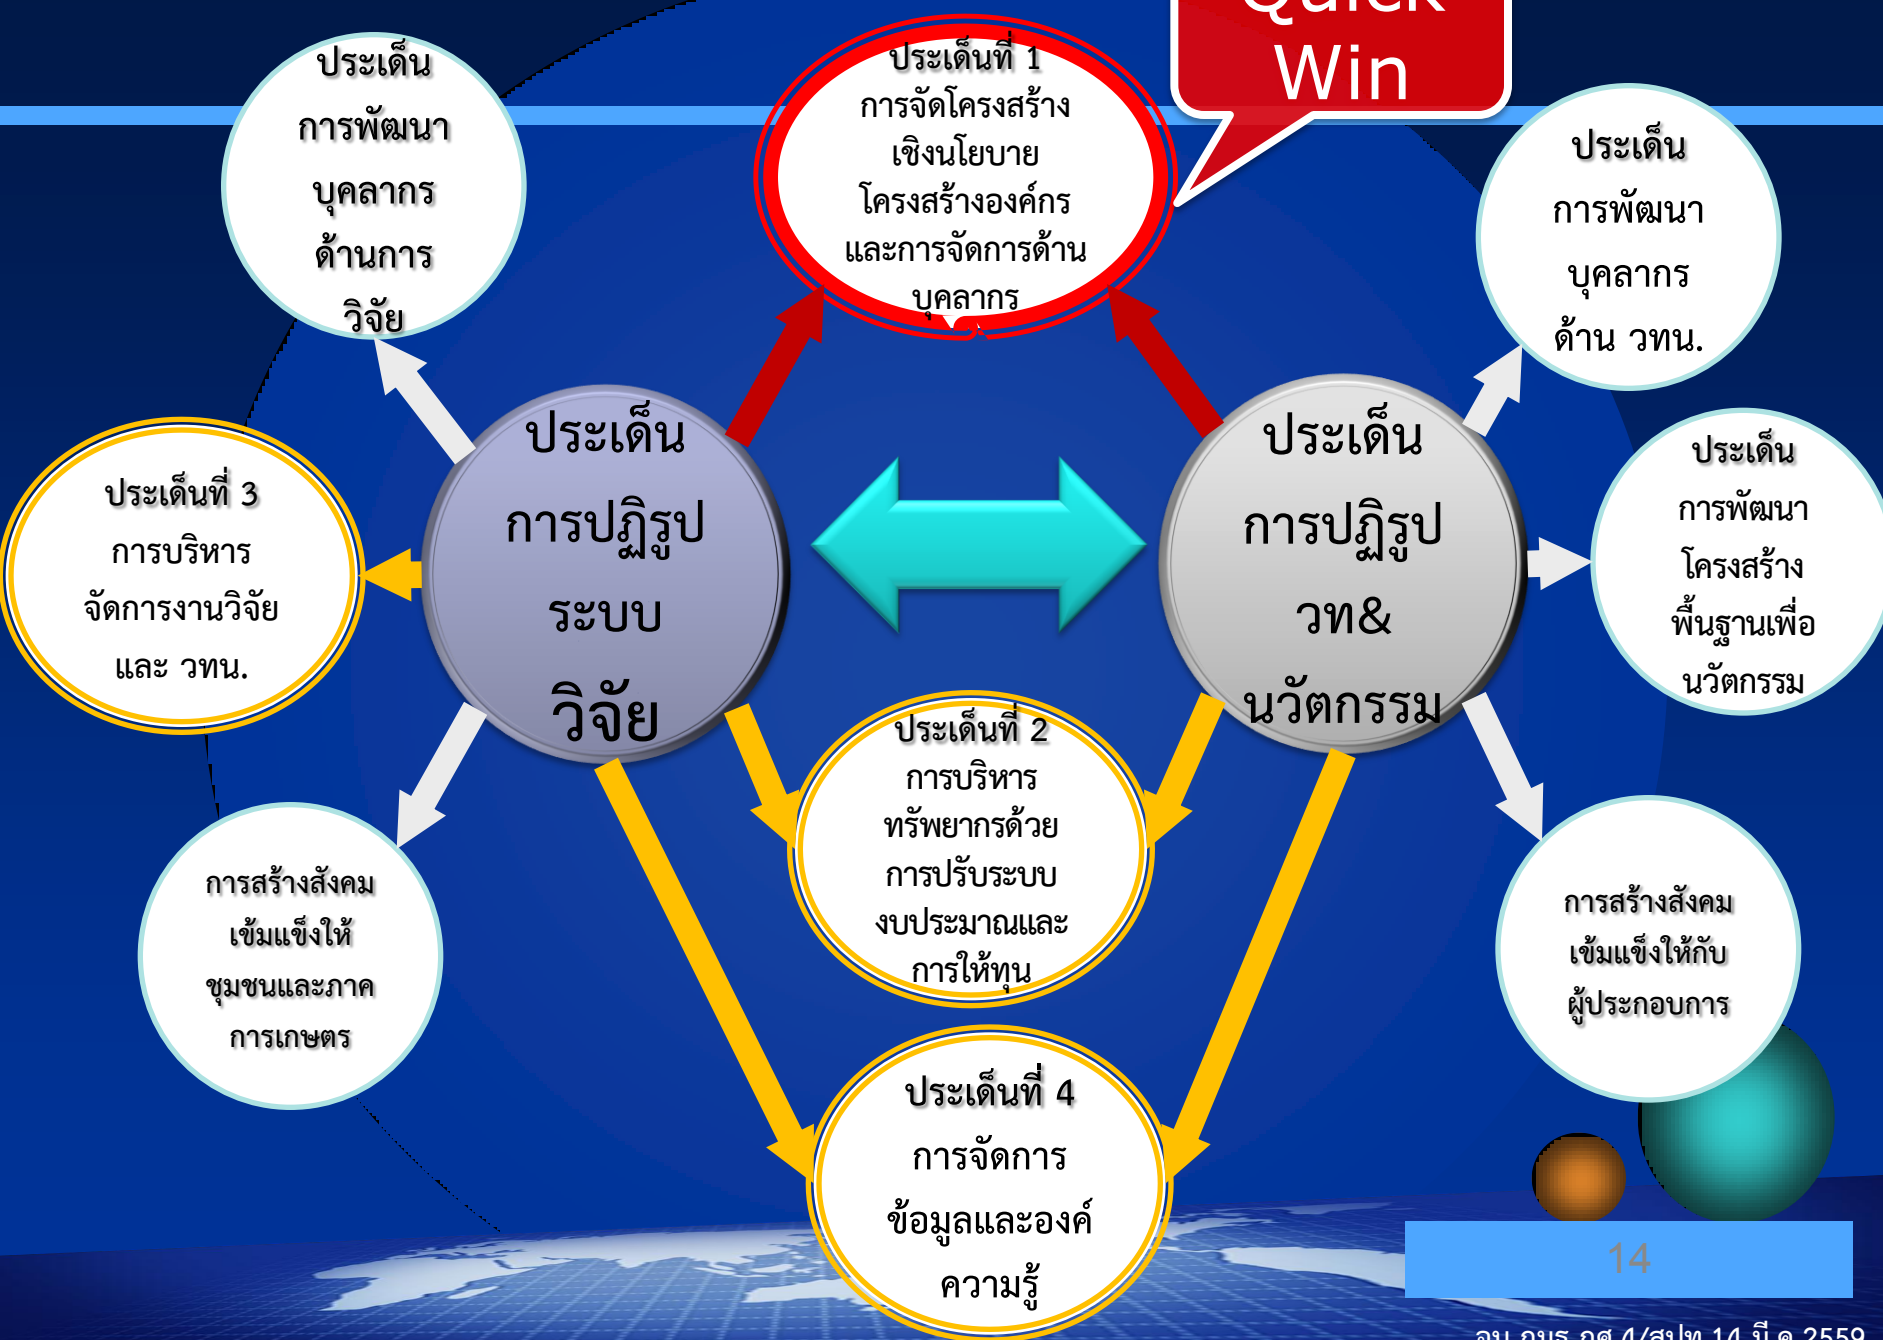 Quick
Win
ประเด็น
การพัฒนา
บุคลากร
ด้านการ
วิจัย
ประเด็นที่ 1
การจัดโครงสร้าง
เชิงนโยบาย
โครงสร้างองค์กร
และการจัดการด้าน
บุคลากร
ประเด็น
การพัฒนา
บุคลากร
ด้าน วทน.
ประเด็นที่ 3
การบริหาร
จัดการงานวิจัย
และ วทน.
ประเด็น
การปฏิรูป
ระบบ
วิจัย
ประเด็น
การปฏิรูป
วท&
นวัตกรรม
ประเด็น
การพัฒนา
โครงสร้าง
พื้นฐานเพื่อ
นวัตกรรม
ประเด็นที่ 2
การบริหาร
ทรัพยากรด้วย
การปรับระบบ
งบประมาณและ
การให้ทุน
การสร้างสังคม
เข้มแข็งให้
ชุมชนและภาค
การเกษตร
การสร้างสังคม
เข้มแข็งให้กับ
ผู้ประกอบการ
ประเด็นที่ 4
การจัดการ
ข้อมูลและองค์
ความรู้
14
14 มี.ค.2559